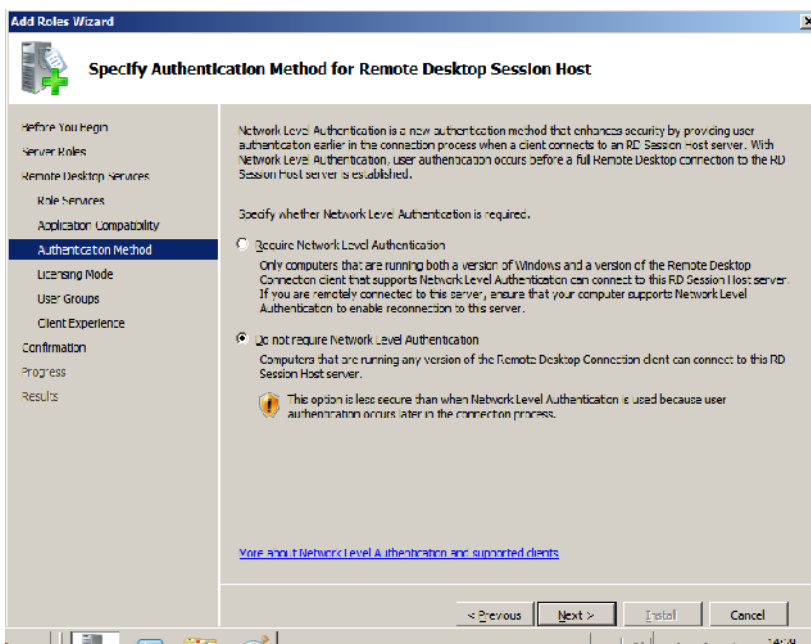 Add Roles Wizard
Specify Authentication Method for Remote Desktop Session Host
Before You Begin
Server Roles
Remote Desktop Services
Role Services
Application Compatibility
Authentication Method
Licensing Mode
User Groups
Client Experience
Confirmation
Progress
Results
Network Level Authentication is a new authentication method that enhances security by providing user
authentication earlier in the connection process when a client connects to an RD Session Host server. With
Network Level Authentication, user authentication occurs before a full Remote Desktop connection to the RD
Session Host server is established.
Specify whether Network Level Authentication is required.
Require Network Level Authentication
Only computers that are running both a version of Windows and a version of the Remote Desktop
Connection client that supports Network Level Authentication can connect to this RD Session Host server.
If you are remotely connected to this server, ensure that your computer supports Network Level
Authentication to enable reconnection to this server.
Do not require Network Level Authentication
Computers that are running any version of the Remote Desktop Connection client can connect to this RD
Session Host server.
This option is less secure than when Network Level Authentication is used because user
authentication occurs later in the connection process.
More about Network Level Authentication and supported clients
< Previous
Next >
Install
Cancel